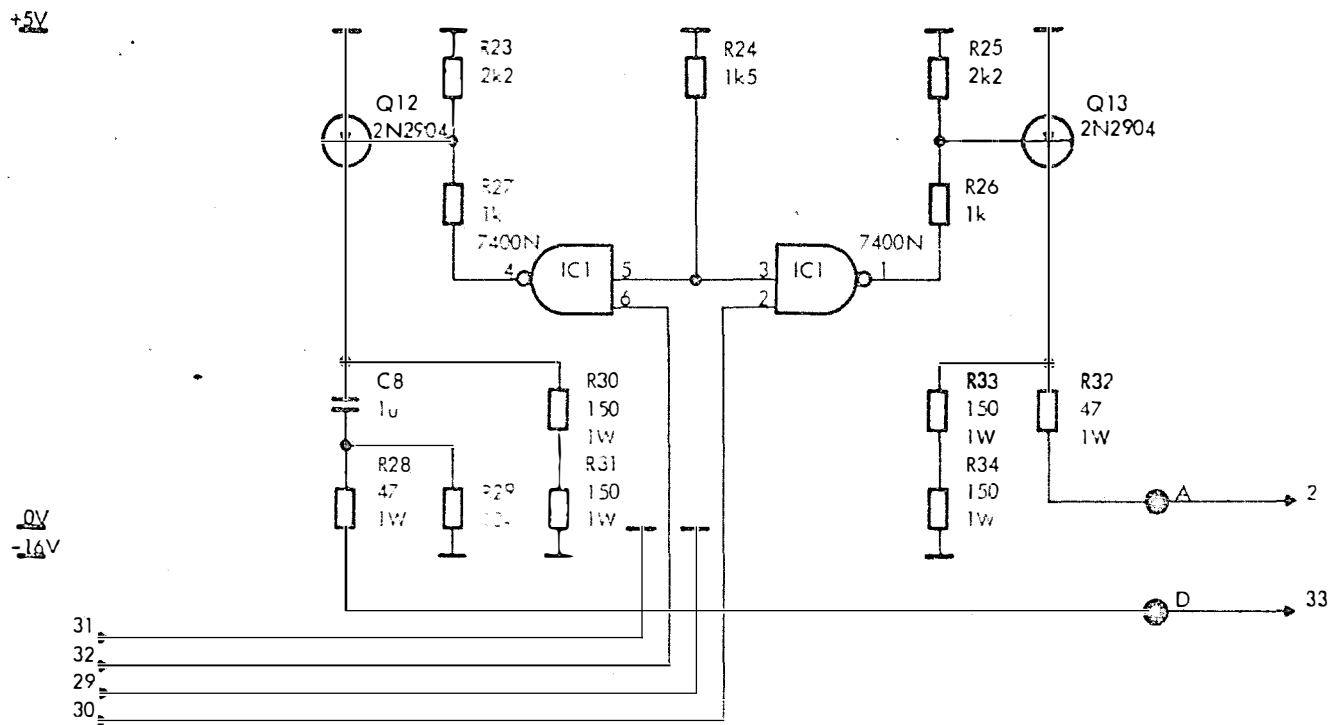 +5V
R23
2k2
R24
1k5
R25
2k2
Q12
2N2904
Q13
2N2904
R27
1k
R26
1k
7400N
7400N
4
IC1
5
6
3
2
IC1
1
C8
1u
R30
150
1W
R33
150
1W
R32
47
1W
R28
47
1W
R29
R31
150
1W
R34
150
1W
A
2
0V
-16V
D
33
31
32
29
30